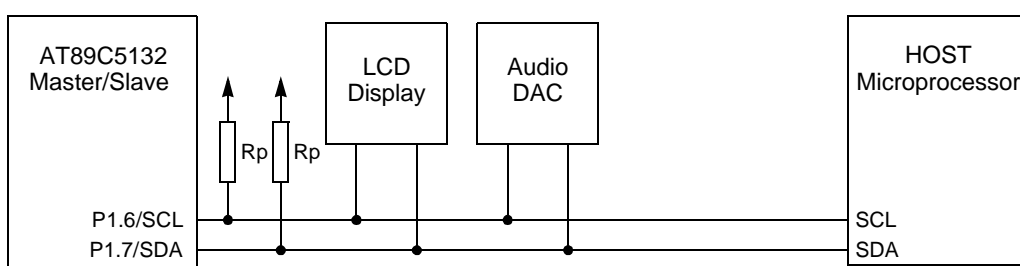 AT89C5132
Master/Slave
LCD
Display
Audio
DAC
HOST
Microprocessor
Rp
Rp
P1.6/SCL
SCL
P1.7/SDA
SDA